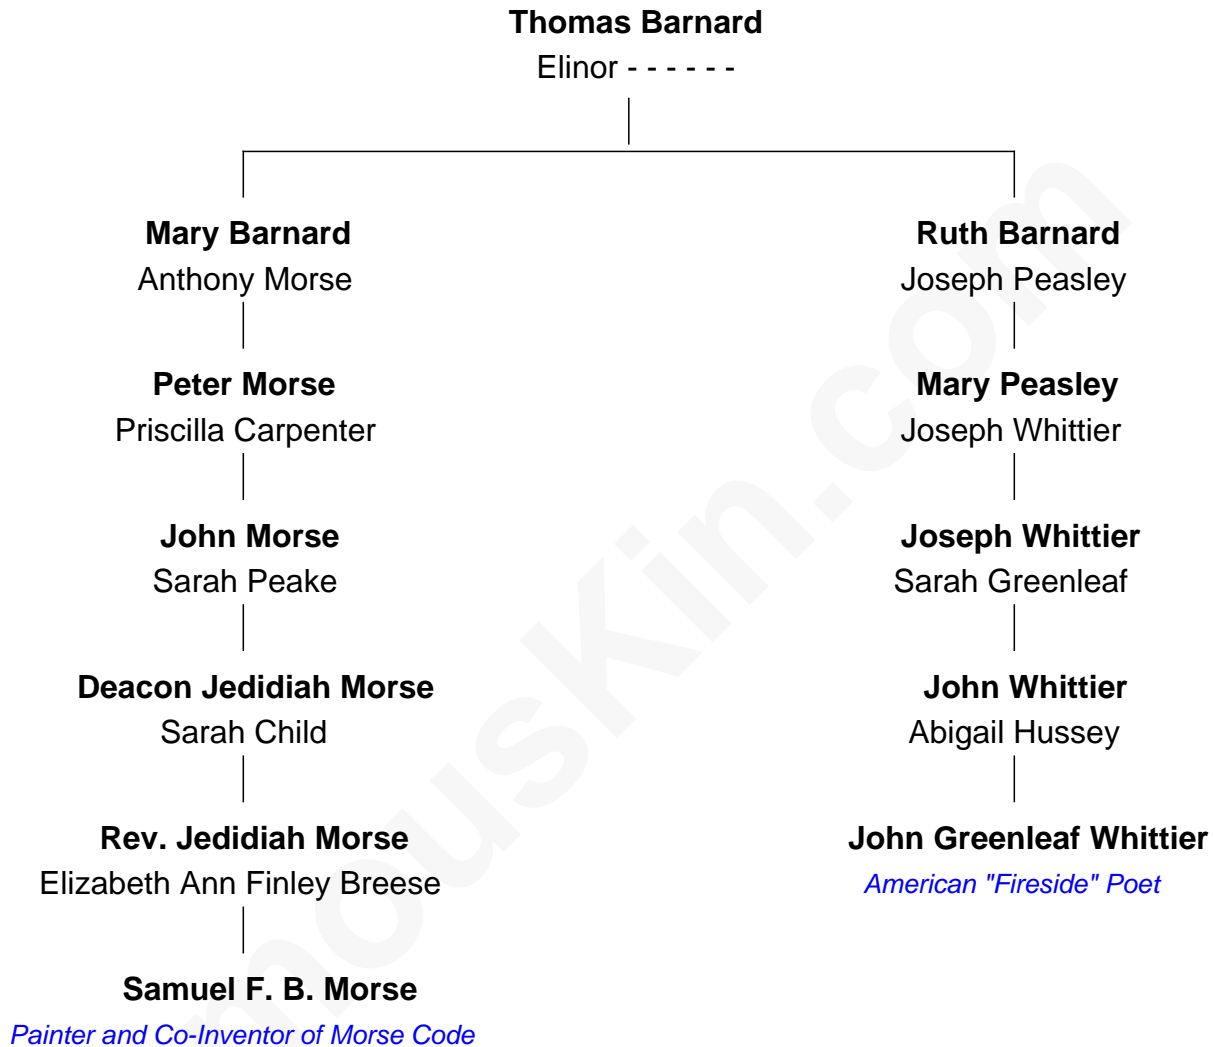 Thomas Barnard
Elinor - - - - - -
Mary Barnard
Anthony Morse
Ruth Barnard
Joseph Peasley
Peter Morse
Priscilla Carpenter
Mary Peasley
Joseph Whittier
John Morse
Sarah Peake
Joseph Whittier
Sarah Greenleaf
Deacon Jedidiah Morse
Sarah Child
John Whittier
Abigail Hussey
Rev. Jedidiah Morse
Elizabeth Ann Finley Breese
John Greenleaf Whittier
American "Fireside" Poet
Samuel F. B. Morse
Painter and Co-Inventor of Morse Code
mousKin.com